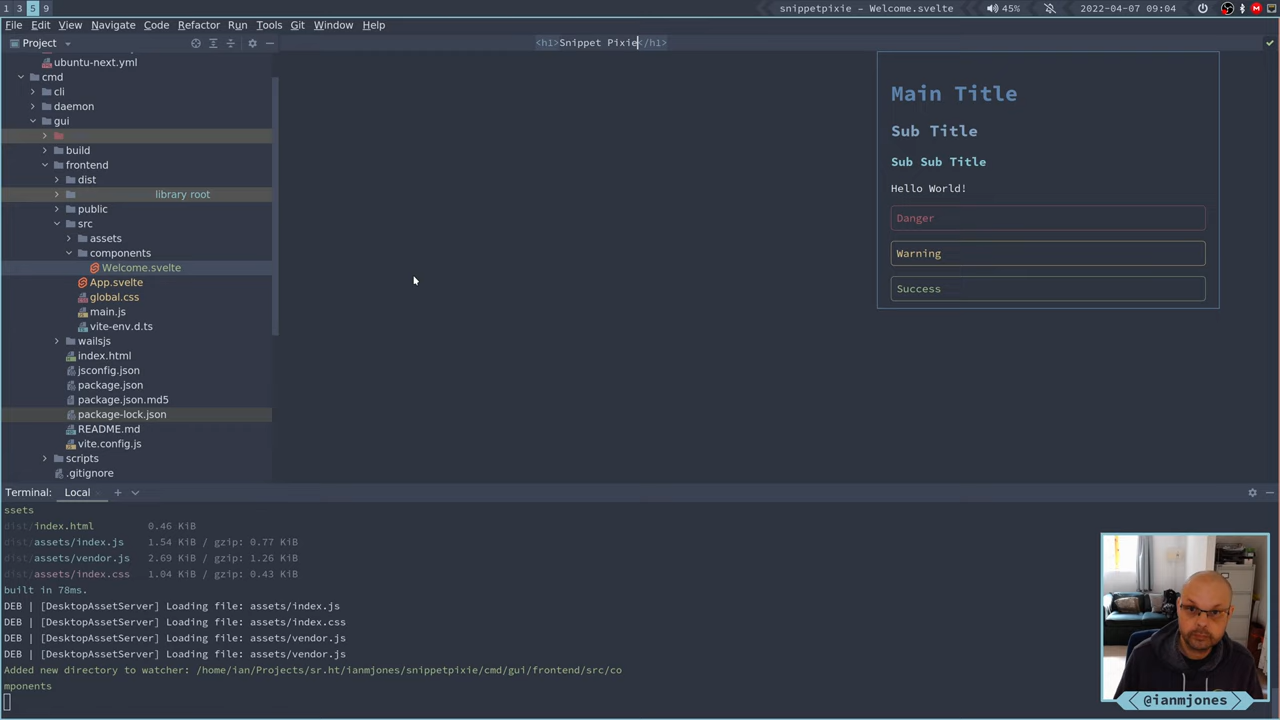 1 3 5 9
snippetpixie – Welcome.svelte
45%
2022-04-07 09:04
File Edit View Navigate Code Refactor Run Tools Git Window Help
Project
<h1>Snippet Pixie</h1>
ubuntu-next.yml
cmd
cli
daemon
gui
build
frontend
dist
library root
public
src
assets
components
Welcome.svelte
App.svelte
global.css
main.js
vite-env.d.ts
wailsjs
index.html
jsconfig.json
package.json
package.json.md5
package-lock.json
README.md
vite.config.js
scripts
.gitignore
Main Title
Sub Title
Sub Sub Title
Hello World!
Danger
Warning
Success
Terminal: Local
ssets
dist/index.html 0.46 KiB
dist/assets/index.js 1.54 KiB / gzip: 0.77 KiB
dist/assets/vendor.js 2.69 KiB / gzip: 1.26 KiB
dist/assets/index.css 1.04 KiB / gzip: 0.43 KiB
built in 78ms.
DEB | [DesktopAssetServer] Loading file: assets/index.js
DEB | [DesktopAssetServer] Loading file: assets/index.css
DEB | [DesktopAssetServer] Loading file: assets/vendor.js
DEB | [DesktopAssetServer] Loading file: assets/vendor.js
Added new directory to watcher: /home/ian/Projects/sr.ht/ianmjones/snippetpixie/cmd/gui/frontend/src/co
mponents
@ianmjones